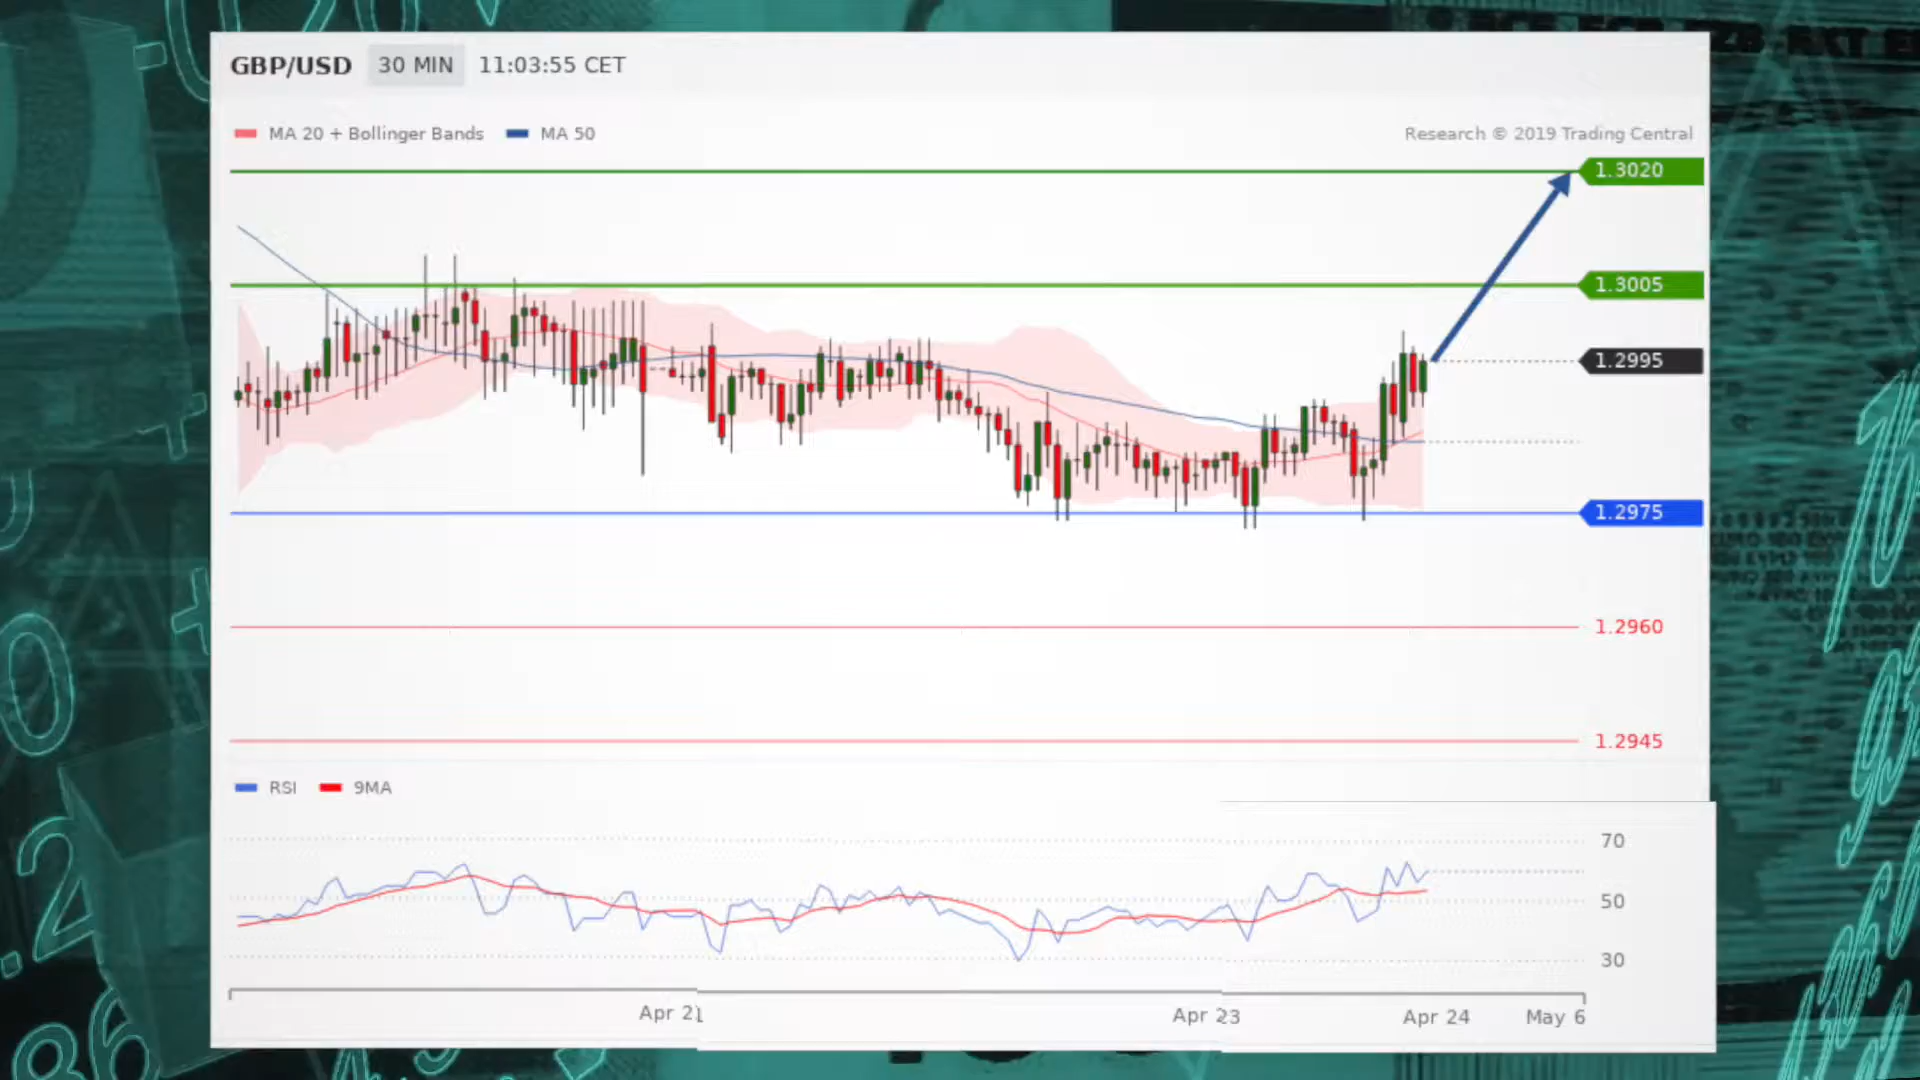 GBP/USD 30 MIN 11:03:55 CET
MA 20 + Bollinger Bands MA 50
Research © 2019 Trading Central
1.3020
1.3005
1.2995
1.2975
1.2960
1.2945
RSI 9MA
70
50
30
Apr 21 Apr 23 Apr 24 May 6